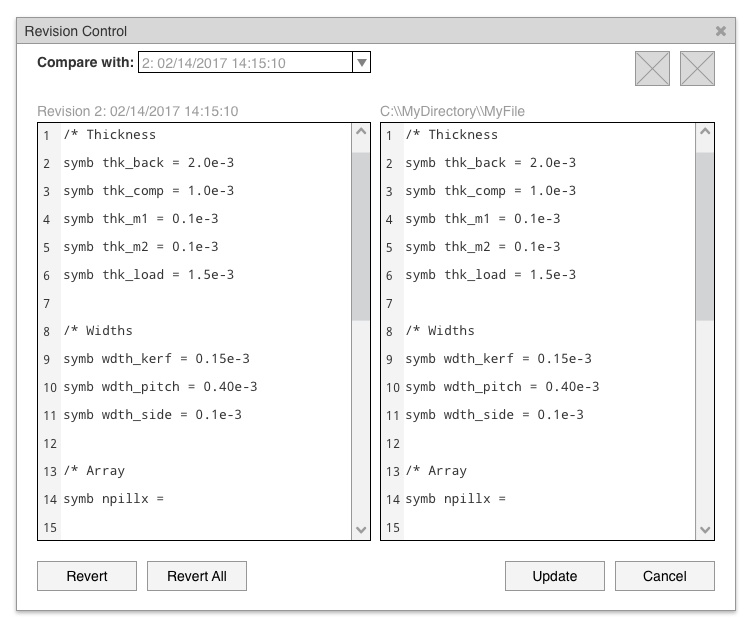 Revision Control
Compare with: 2: 02/14/2017 14:15:10
Revision 2: 02/14/2017 14:15:10
1 /* Thickness
2 symb thk_back = 2.0e-3
3 symb thk_comp = 1.0e-3
4 symb thk_m1 = 0.1e-3
5 symb thk_m2 = 0.1e-3
6 symb thk_load = 1.5e-3
7
8 /* Widths
9 symb wdth_kerf = 0.15e-3
10 symb wdth_pitch = 0.40e-3
11 symb wdth_side = 0.1e-3
12
13 /* Array
14 symb npillx =
15
C:\\MyDirectory\\MyFile
1 /* Thickness
2 symb thk_back = 2.0e-3
3 symb thk_comp = 1.0e-3
4 symb thk_m1 = 0.1e-3
5 symb thk_m2 = 0.1e-3
6 symb thk_load = 1.5e-3
7
8 /* Widths
9 symb wdth_kerf = 0.15e-3
10 symb wdth_pitch = 0.40e-3
11 symb wdth_side = 0.1e-3
12
13 /* Array
14 symb npillx =
15
Revert Revert All Update Cancel